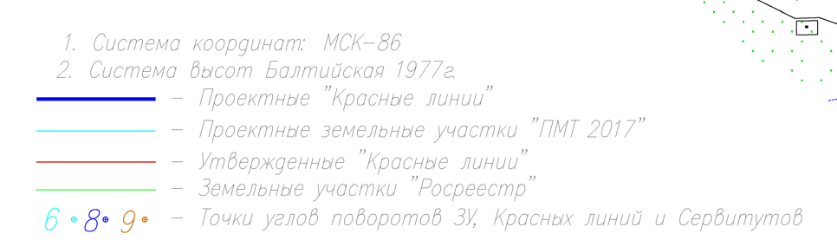 1. Система координат: МСК-86
2. Система высот Балтийская 1977г.
– Проектные "Красные линии"
– Проектные земельные участки "ПМТ 2017"
– Утвержденные "Красные линии"
– Земельные участки "Росреестр"
6 8 9 – Точки углов поворотов ЗУ, Красных линий и Сервитутов